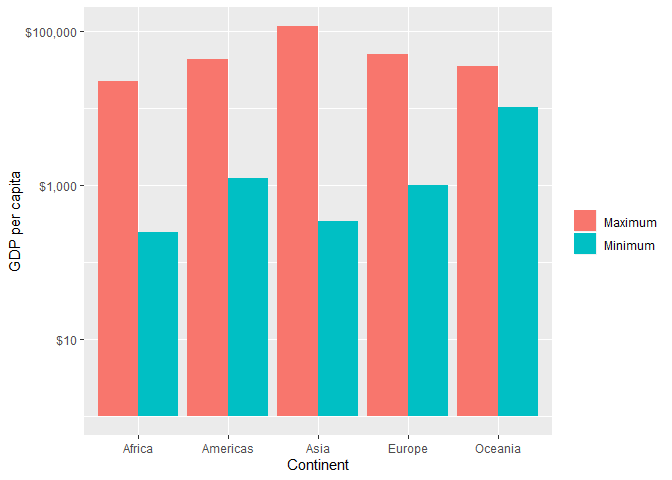 $100,000
$1,000
$10
GDP per capita
Africa
Americas
Asia
Europe
Oceania
Continent
Maximum
Minimum